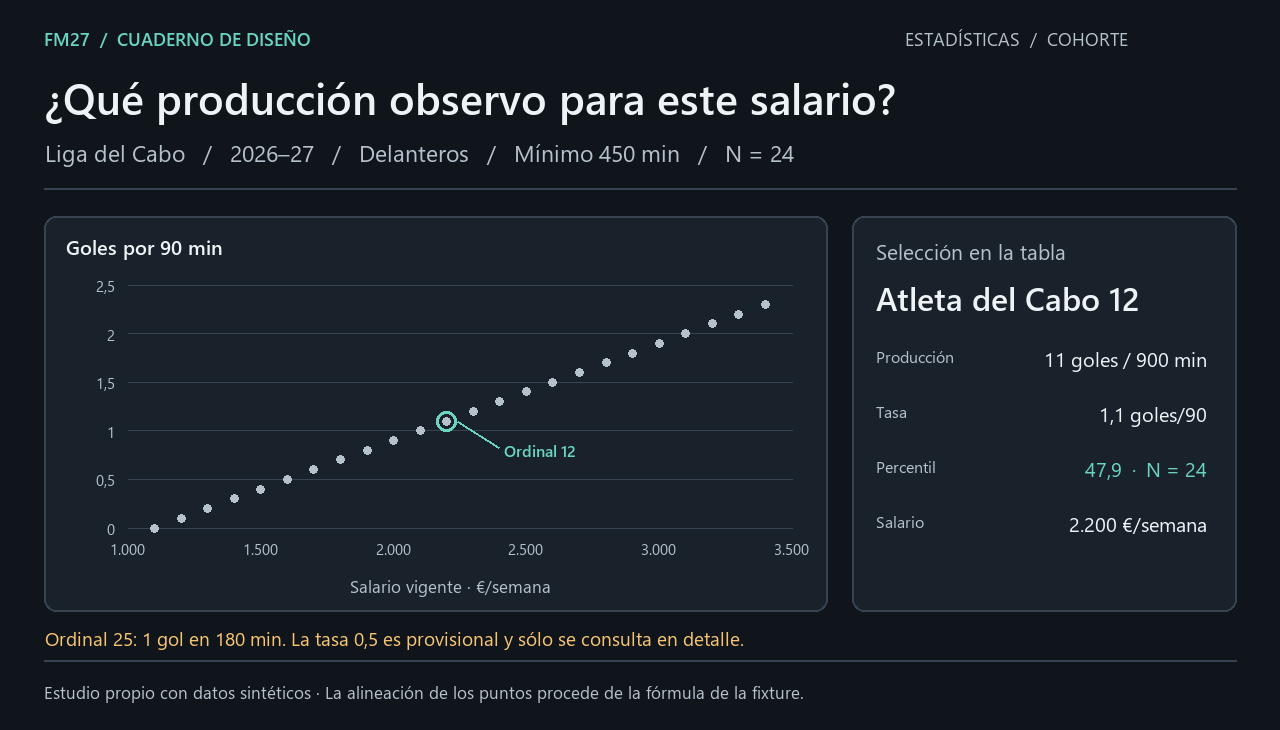 FM27 / CUADERNO DE DISEÑO
ESTADÍSTICAS / COHORTE
¿Qué producción observo para este salario?
Liga del Cabo / 2026–27 / Delanteros / Mínimo 450 min / N = 24
Goles por 90 min
2,5
2
1,5
1
0,5
0
Ordinal 12
1.000 1.500 2.000 2.500 3.000 3.500
Salario vigente · €/semana
Selección en la tabla
Atleta del Cabo 12
Producción 11 goles / 900 min
Tasa 1,1 goles/90
Percentil 47,9 · N = 24
Salario 2.200 €/semana
Ordinal 25: 1 gol en 180 min. La tasa 0,5 es provisional y sólo se consulta en detalle.
Estudio propio con datos sintéticos · La alineación de los puntos procede de la fórmula de la fixture.